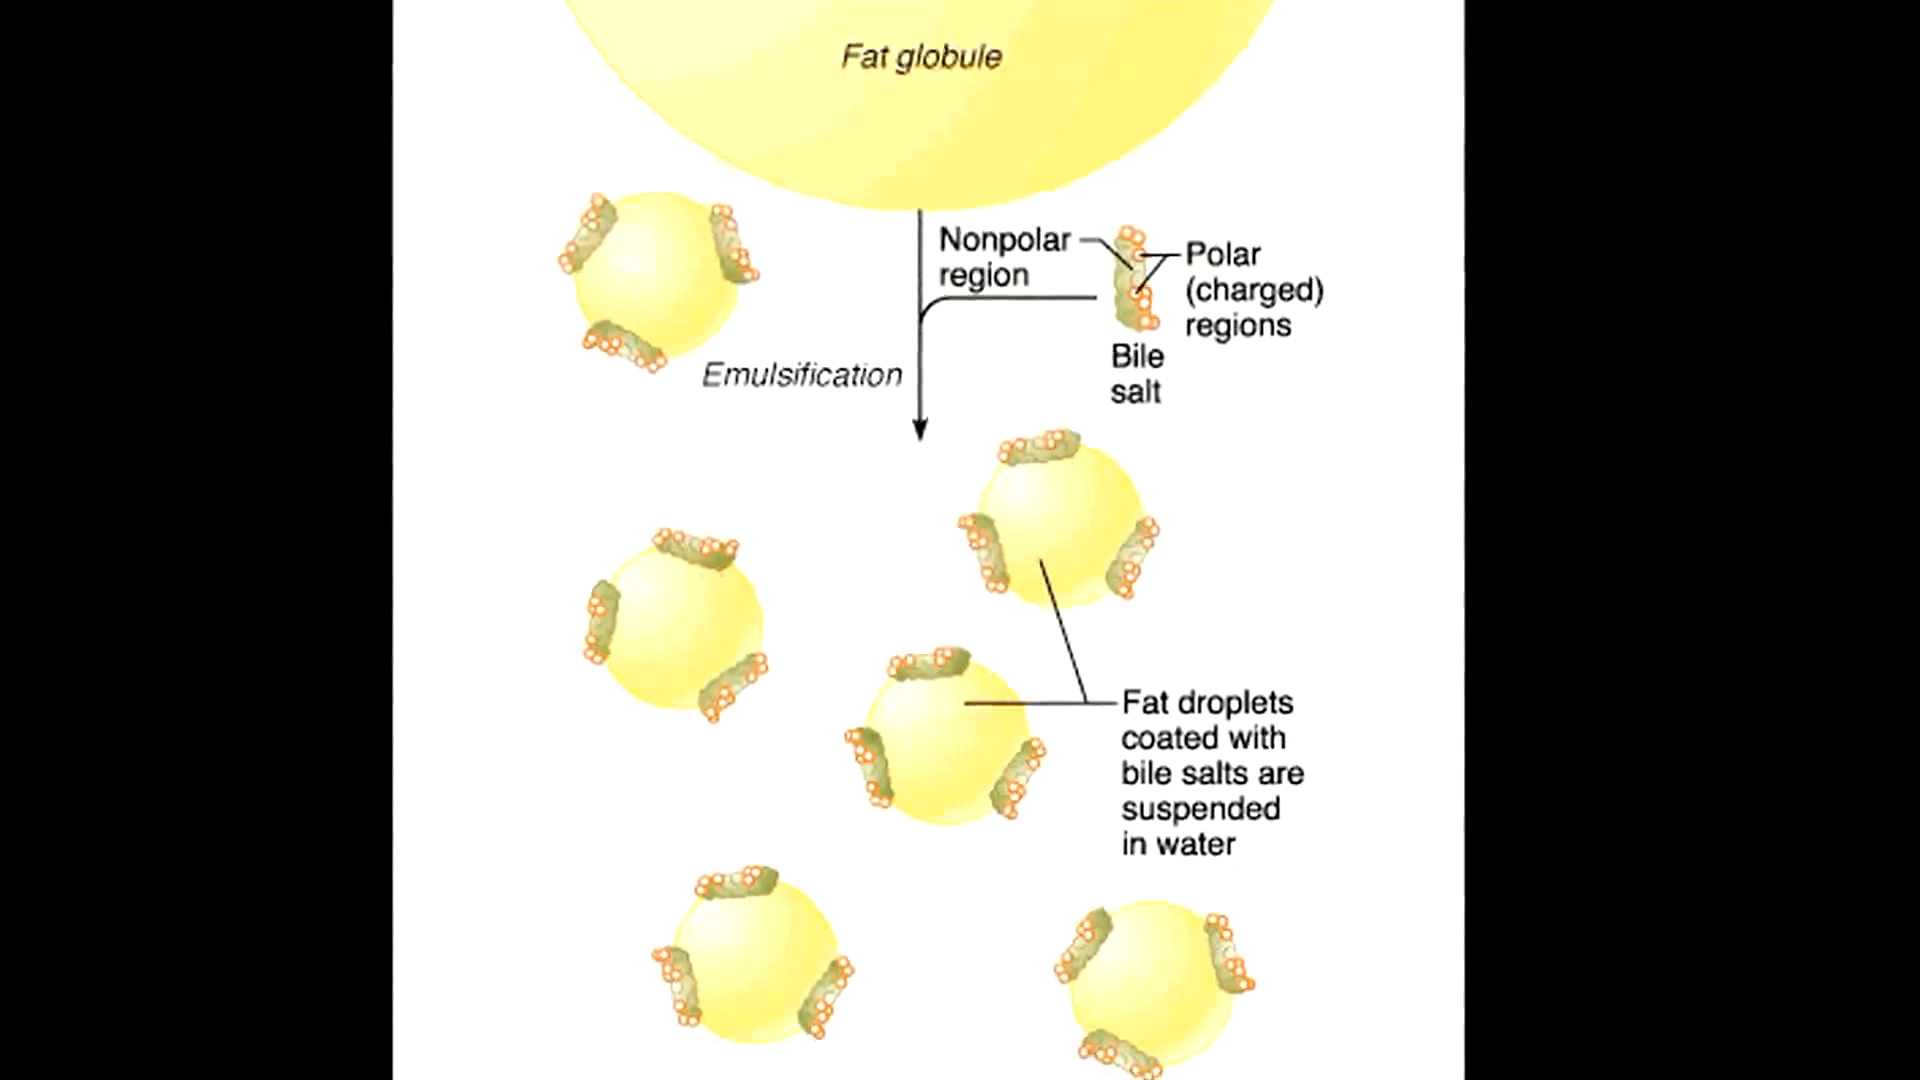 Fat globule
Nonpolar
region
Polar
(charged)
regions
Bile
salt
Emulsification
Fat droplets
coated with
bile salts are
suspended
in water